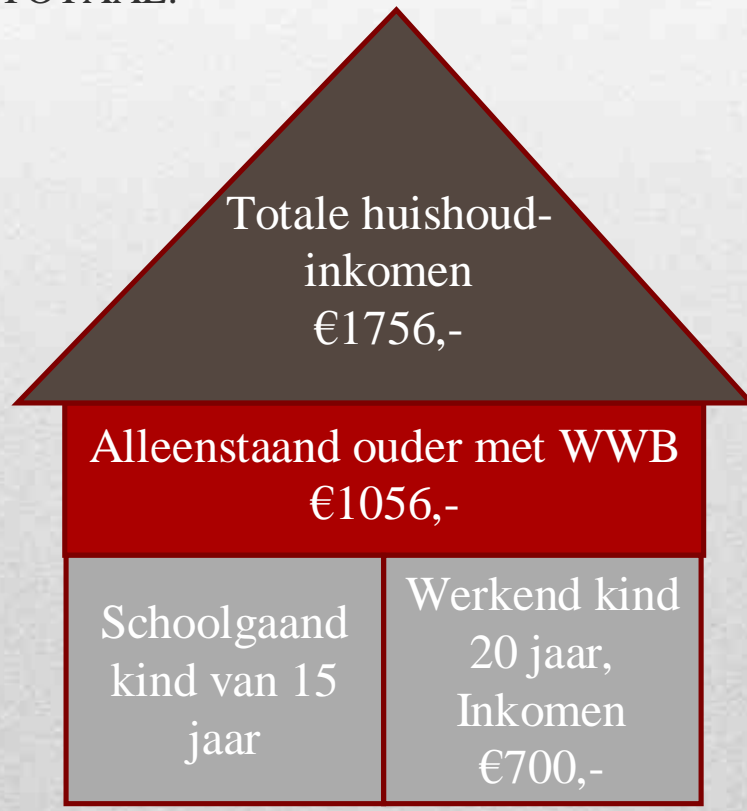 TOTAAL:
Totale huishoud-
inkomen
€1756,-
Alleenstaand ouder met WWB
€1056,-
Schoolgaand
kind van 15
jaar
Werkend kind
20 jaar,
Inkomen
€700,-